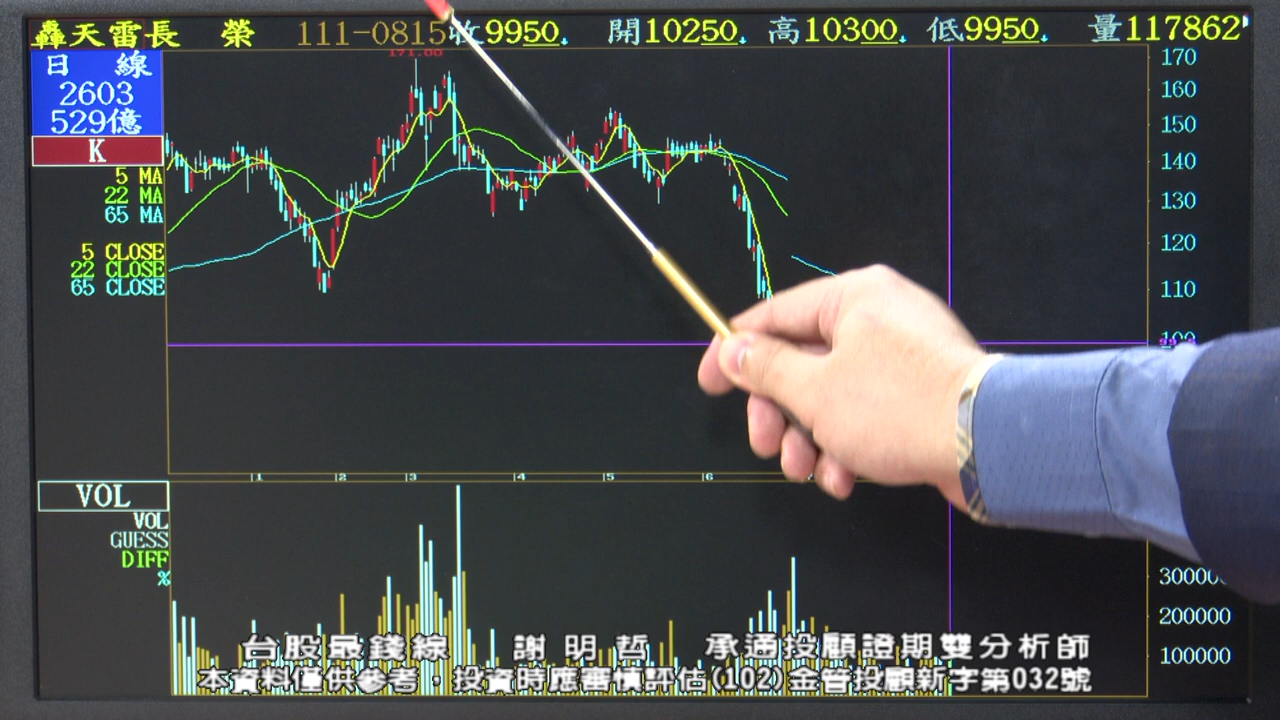 轟天雷長 榮 111-0815 收9950 開10250 高10300 低9950 量117862
171.00
日 線
2603
529億
K
5 MA
22 MA
65 MA
5 CLOSE
22 CLOSE
65 CLOSE
170
160
150
140
130
120
110
1 2 3 4 5 6
VOL
VOL
GUESS
DIFF
%
300000
200000
100000
台股最錢線 謝明哲 承通投顧證期雙分析師
本資料僅供參考，投資時應審慎評估(102)金管投顧新字第032號